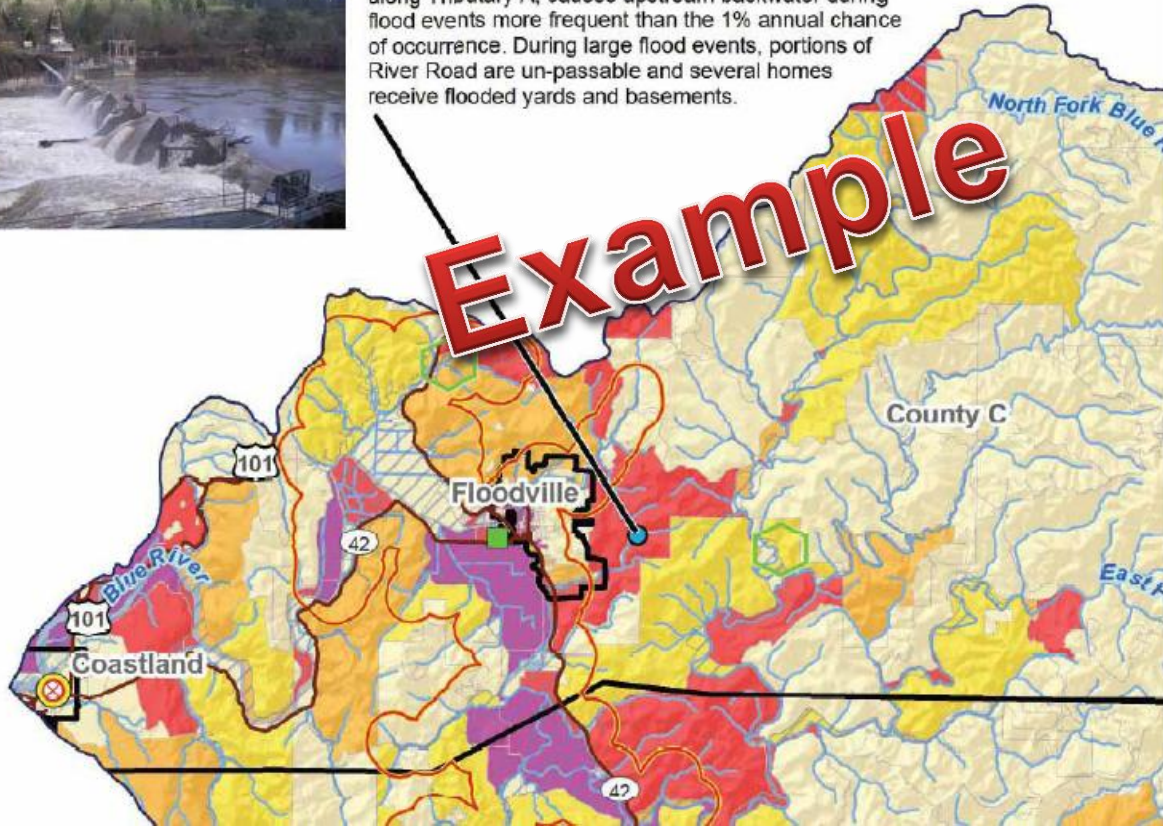 flood events more frequent than the 1% annual chance
of occurrence. During large flood events, portions of
River Road are un-passable and several homes
receive flooded yards and basements.
North Fork Blue
Example
County C
101
Floodville
42
Blue River
East
101
Coastland
42